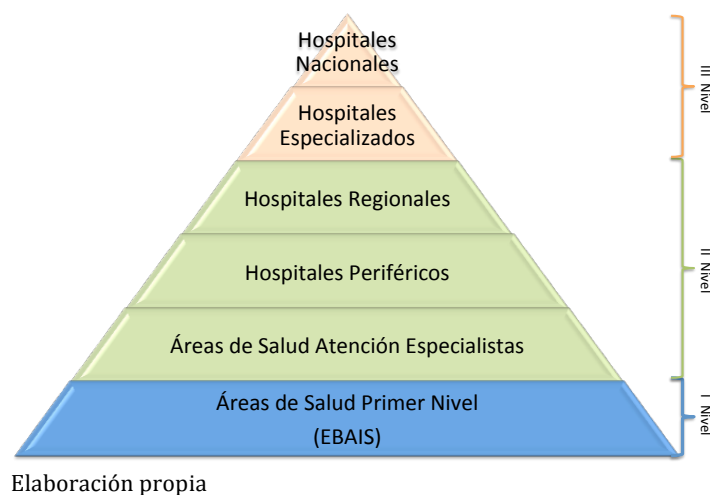 Hospitales
Nacionales
III Nivel
Hospitales
Especializados
Hospitales Regionales
Hospitales Periféricos
II Nivel
Áreas de Salud Atención Especialistas
Áreas de Salud Primer Nivel
(EBAIS)
I Nivel
Elaboración propia